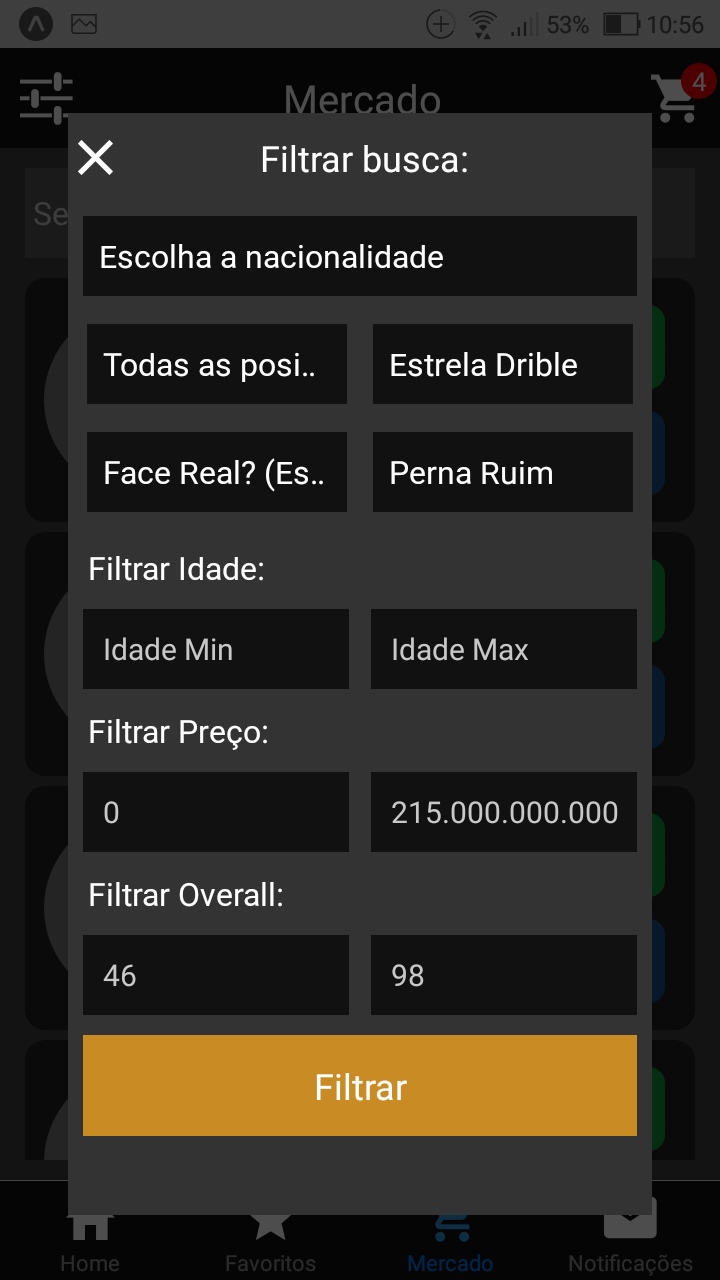 53% 10:56
Mercado 4
Filtrar busca:
Se
Escolha a nacionalidade
Todas as posi.. Estrela Drible
Face Real? (Es.. Perna Ruim
Filtrar Idade:
Idade Min Idade Max
Filtrar Preço:
0 215.000.000.000
Filtrar Overall:
46 98
Filtrar
Home Favoritos Mercado Notificações